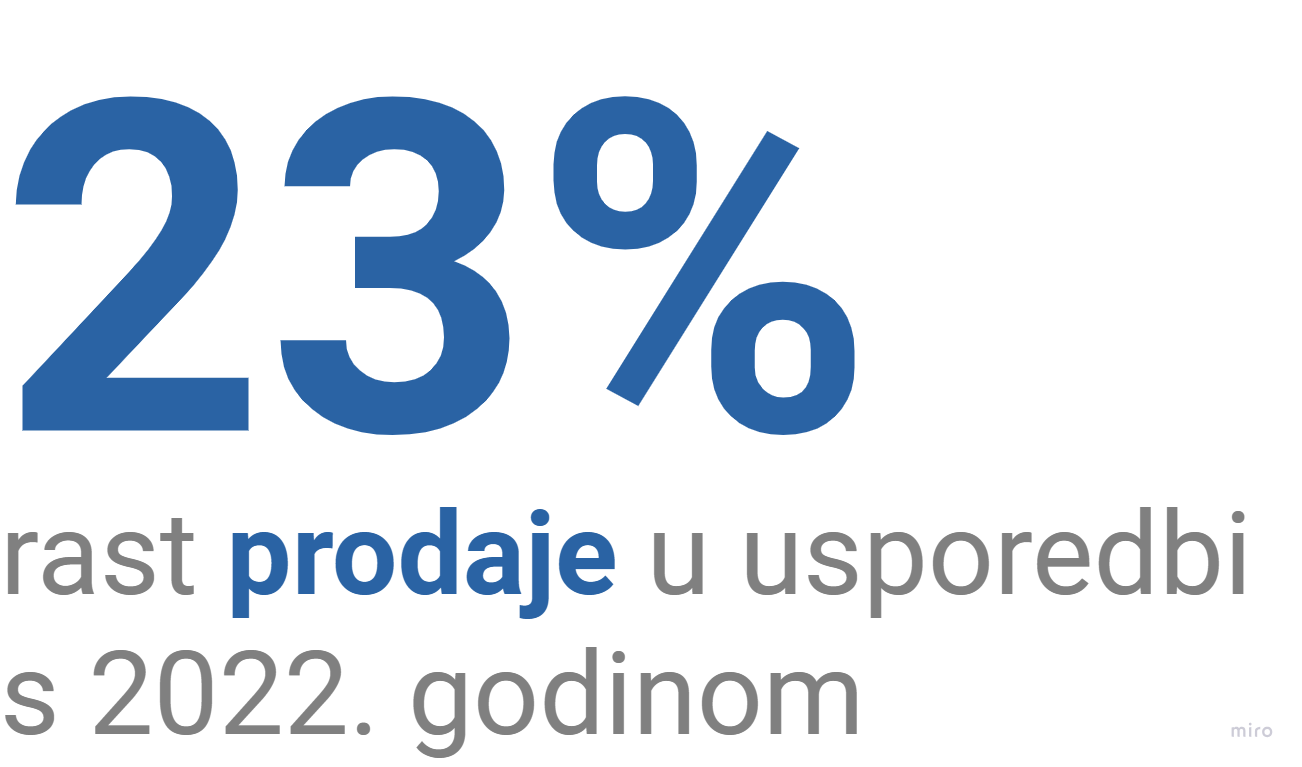 23%
rast prodaje u usporedbi
s 2022. godinom
miro